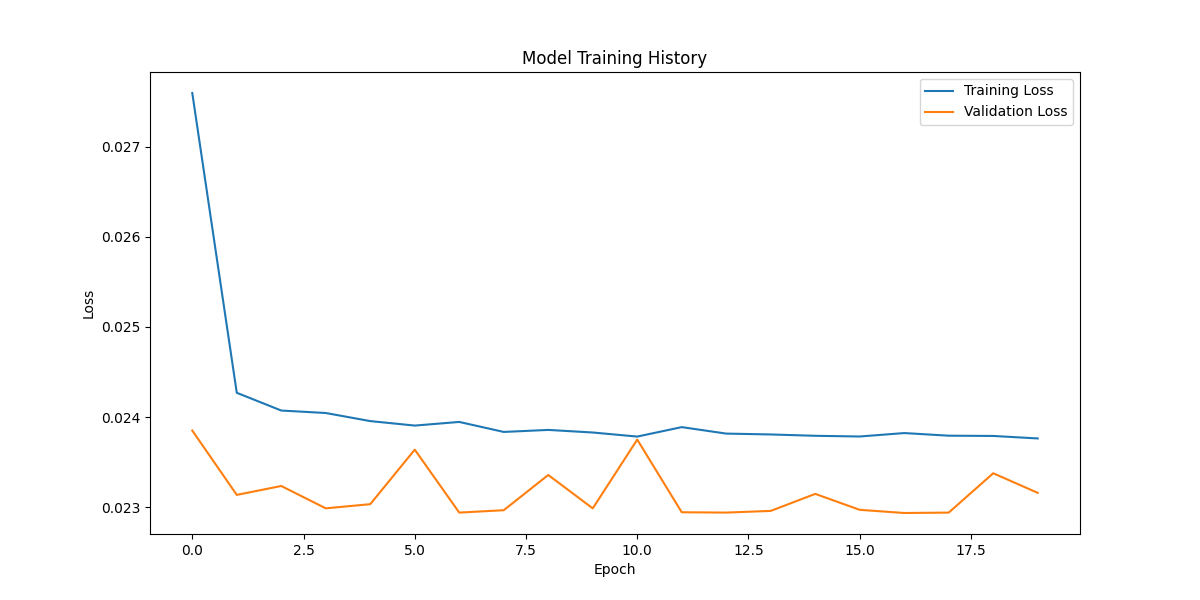 Model Training History
Training Loss
Validation Loss
0.027
0.026
0.025
0.024
0.023
Loss
0.0 2.5 5.0 7.5 10.0 12.5 15.0 17.5
Epoch